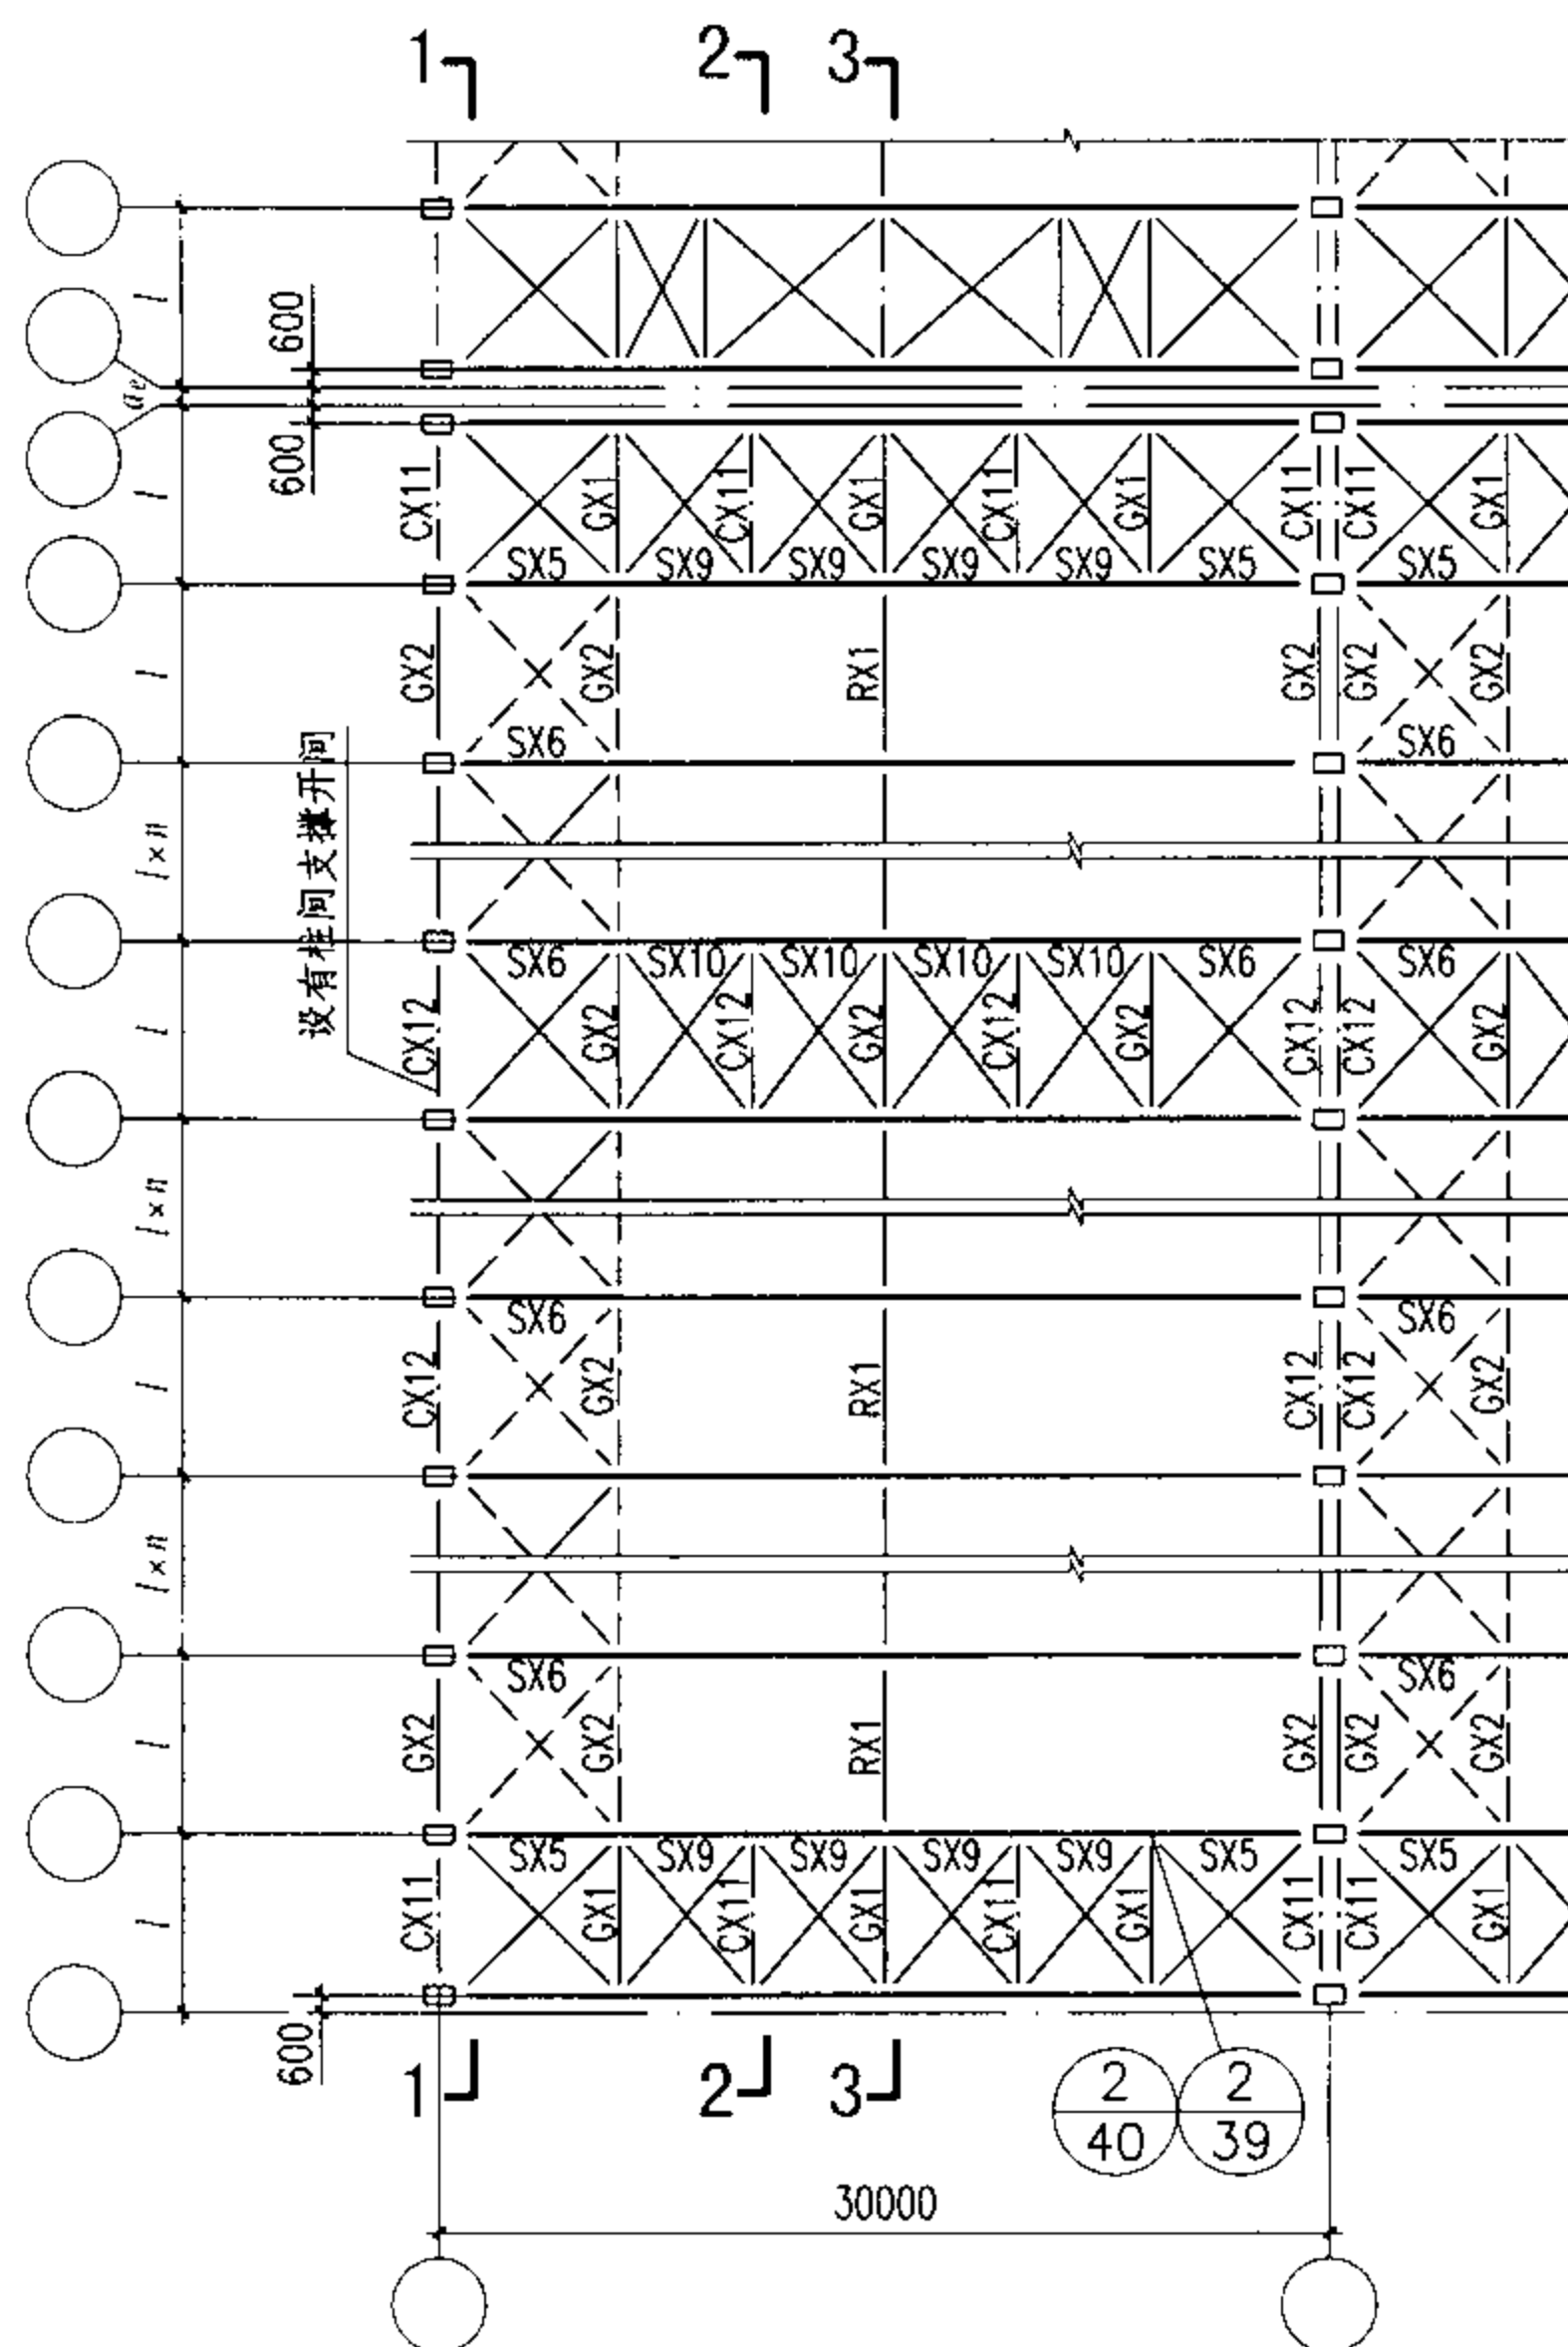 1 2 3
l
600
a_e
600
l
CX11 GX1 CX11 GX1 CX11 GX1 CX11 CX11 GX1
SX5 SX9 SX9 SX9 SX9 SX5 SX5
l
GX2 GX2 RX1 GX2 GX2 GX2
SX6 SX6
l×n
设有柱间支撑开间
SX6 SX10 SX10 SX10 SX10 SX6 SX6
l
CX12 GX2 CX12 GX2 CX12 GX2 CX12 CX12 GX2
l×n
SX6 SX6
l
CX12 GX2 RX1 CX12 CX12 GX2
l×n
SX6 SX6
l
GX2 GX2 RX1 GX2 GX2 GX2
SX5 SX9 SX9 SX9 SX9 SX5 SX5
l
CX11 GX1 CX11 GX1 CX11 GX1 CX11 CX11 GX1
600
1 2 3
2 2
40 39
30000